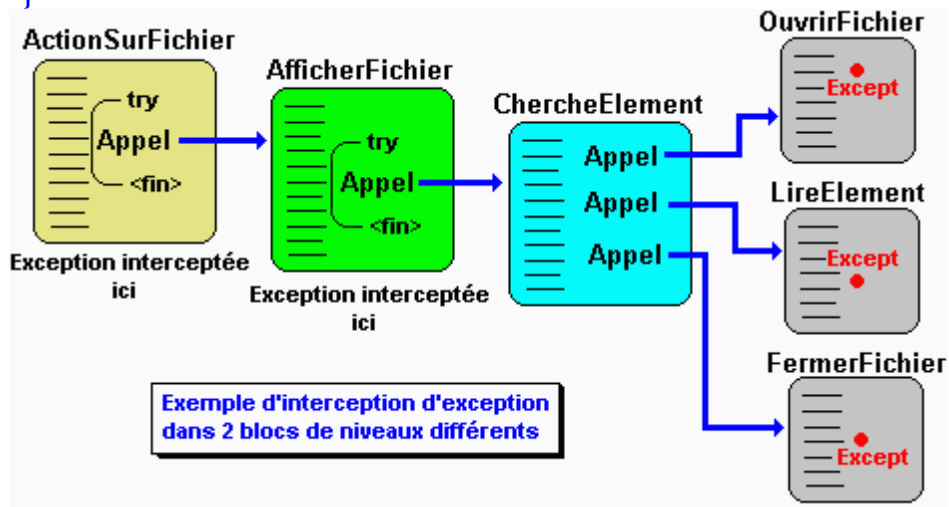 }
ActionSurFichier
try
Appel
<fin>
Exception interceptée
ici
AfficherFichier
try
Appel
<fin>
Exception interceptée
ici
ChercheElement
Appel
Appel
Appel
OuvrirFichier
Except
LireElement
Except
FermerFichier
Except
Exemple d'interception d'exception
dans 2 blocs de niveaux différents